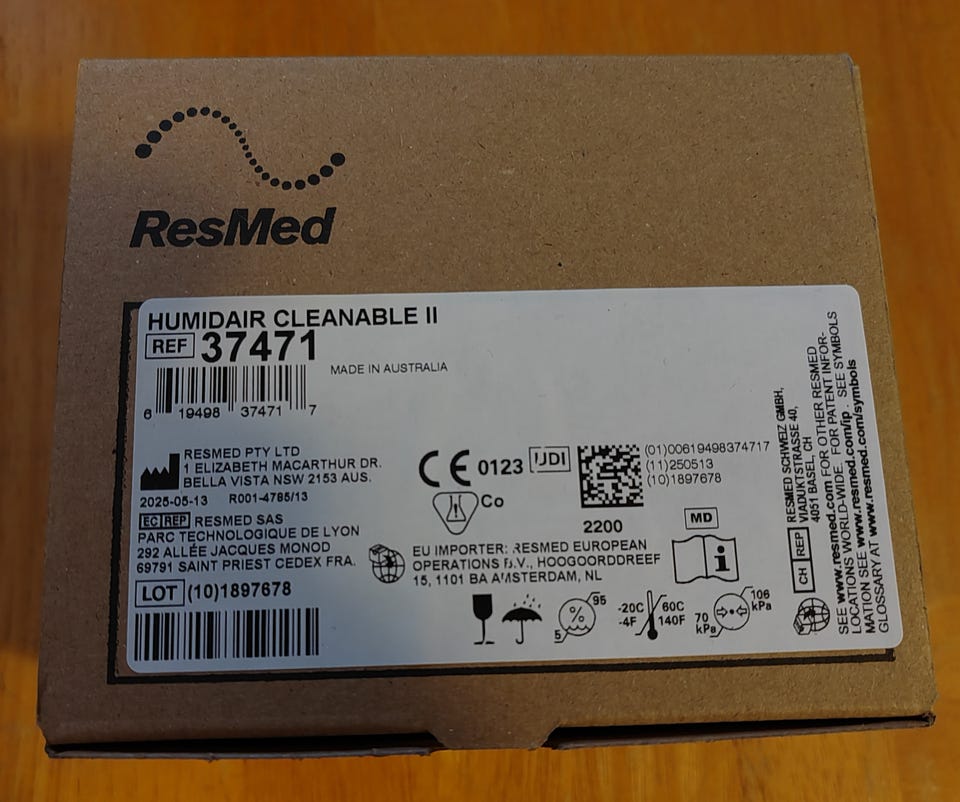 ResMed
HUMIDAIR CLEANABLE II
REF 37471
MADE IN AUSTRALIA
6 19498 37471 7
RESMED PTY LTD
1 ELIZABETH MACARTHUR DR.
BELLA VISTA NSW 2153 AUS.
2025-05-13 R001-4785/13
EC REP RESMED SAS
PARC TECHNOLOGIQUE DE LYON
292 ALLÉE JACQUES MONOD
69791 SAINT PRIEST CEDEX FRA.
LOT (10)1897678
CE 0123 UDI
(01)00619498374717
(11)250513
(10)1897678
Co
2200
MD
EU IMPORTER: RESMED EUROPEAN
OPERATIONS B.V., HOOGOORDDREEF
15, 1101 BA AMSTERDAM, NL
i
5 % 95
-20C 60C
-4F 140F
70 kPa 106 kPa
CH REP
RESMED SCHWEIZ GMBH,
VIADUKTSTRASSE 40,
4051 BASEL, CH
SEE www.resmed.com FOR OTHER RESMED
LOCATIONS WORLD-WIDE. FOR PATENT INFOR-
MATION SEE www.resmed.com/ip . SEE SYMBOLS
GLOSSARY AT www.resmed.com/symbols